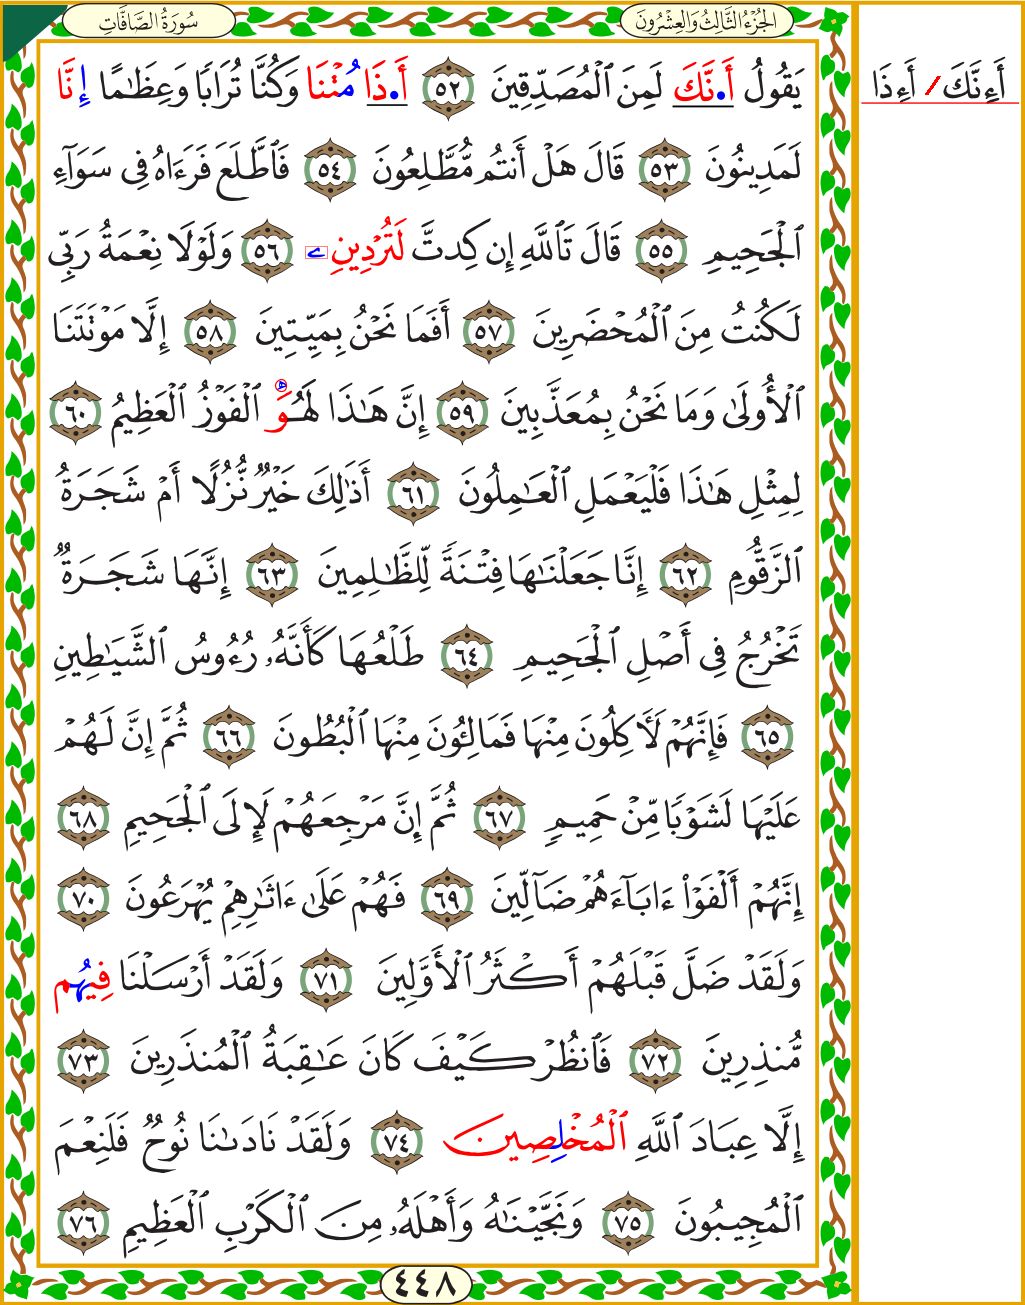 الجُزْءُ الثَّالِثُ وَالعِشْرُونَ
سُورَةُ الصَّافَّاتِ
أَءِنَّكَ / أَءِذَا
يَقُولُ أَ.نَّكَ لَمِنَ ٱلْمُصَدِّقِينَ ٥٢ أَ.ذَا مُتْنَا وَكُنَّا تُرَابًا وَعِظَٰمًا إِنَّا
لَمَدِينُونَ ٥٣ قَالَ هَلْ أَنتُم مُّطَّلِعُونَ ٥٤ فَٱطَّلَعَ فَرَءَاهُ فِى سَوَآءِ
ٱلْجَحِيمِ ٥٥ قَالَ تَٱللَّهِ إِن كِدتَّ لَتُرْدِينِ ے ٥٦ وَلَوْلَا نِعْمَةُ رَبِّى
لَكُنتُ مِنَ ٱلْمُحْضَرِينَ ٥٧ أَفَمَا نَحْنُ بِمَيِّتِينَ ٥٨ إِلَّا مَوْتَتَنَا
ٱلْأُولَىٰ وَمَا نَحْنُ بِمُعَذَّبِينَ ٥٩ إِنَّ هَٰذَا لَهُوَ ٱلْفَوْزُ ٱلْعَظِيمُ ٦٠
لِمِثْلِ هَٰذَا فَلْيَعْمَلِ ٱلْعَٰمِلُونَ ٦١ أَذَٰلِكَ خَيْرٌ نُّزُلًا أَمْ شَجَرَةُ
ٱلزَّقُّومِ ٦٢ إِنَّا جَعَلْنَٰهَا فِتْنَةً لِّلظَّٰلِمِينَ ٦٣ إِنَّهَا شَجَرَةٌ
تَخْرُجُ فِى أَصْلِ ٱلْجَحِيمِ ٦٤ طَلْعُهَا كَأَنَّهُۥ رُءُوسُ ٱلشَّيَٰطِينِ
٦٥ فَإِنَّهُمْ لَـَٔاكِلُونَ مِنْهَا فَمَالِـُٔونَ مِنْهَا ٱلْبُطُونَ ٦٦ ثُمَّ إِنَّ لَهُمْ
عَلَيْهَا لَشَوْبًا مِّنْ حَمِيمٍ ٦٧ ثُمَّ إِنَّ مَرْجِعَهُمْ لَإِلَى ٱلْجَحِيمِ ٦٨
إِنَّهُمْ أَلْفَوْا۟ ءَابَآءَهُمْ ضَآلِّينَ ٦٩ فَهُمْ عَلَىٰ ءَاثَٰرِهِمْ يُهْرَعُونَ ٧٠
وَلَقَدْ ضَلَّ قَبْلَهُمْ أَكْثَرُ ٱلْأَوَّلِينَ ٧١ وَلَقَدْ أَرْسَلْنَا فِيهُم
مُّنذِرِينَ ٧٢ فَٱنظُرْ كَيْفَ كَانَ عَٰقِبَةُ ٱلْمُنذَرِينَ ٧٣
إِلَّا عِبَادَ ٱللَّهِ ٱلْمُخْلِصِينَ ٧٤ وَلَقَدْ نَادَىٰنَا نُوحٌ فَلَنِعْمَ
ٱلْمُجِيبُونَ ٧٥ وَنَجَّيْنَٰهُ وَأَهْلَهُۥ مِنَ ٱلْكَرْبِ ٱلْعَظِيمِ ٧٦
٤٤٨